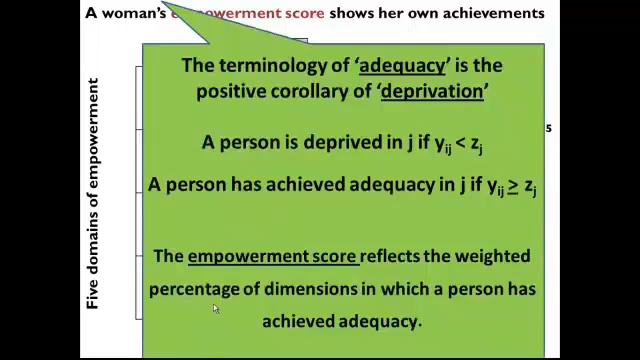 A woman's empowerment score shows her own achievements
The terminology of 'adequacy' is the
positive corollary of 'deprivation'
A person is deprived in j if yij < zj
A person has achieved adequacy in j if yij ≥ zj
The empowerment score reflects the weighted
percentage of dimensions in which a person has
achieved adequacy.
Five domains of empowerment